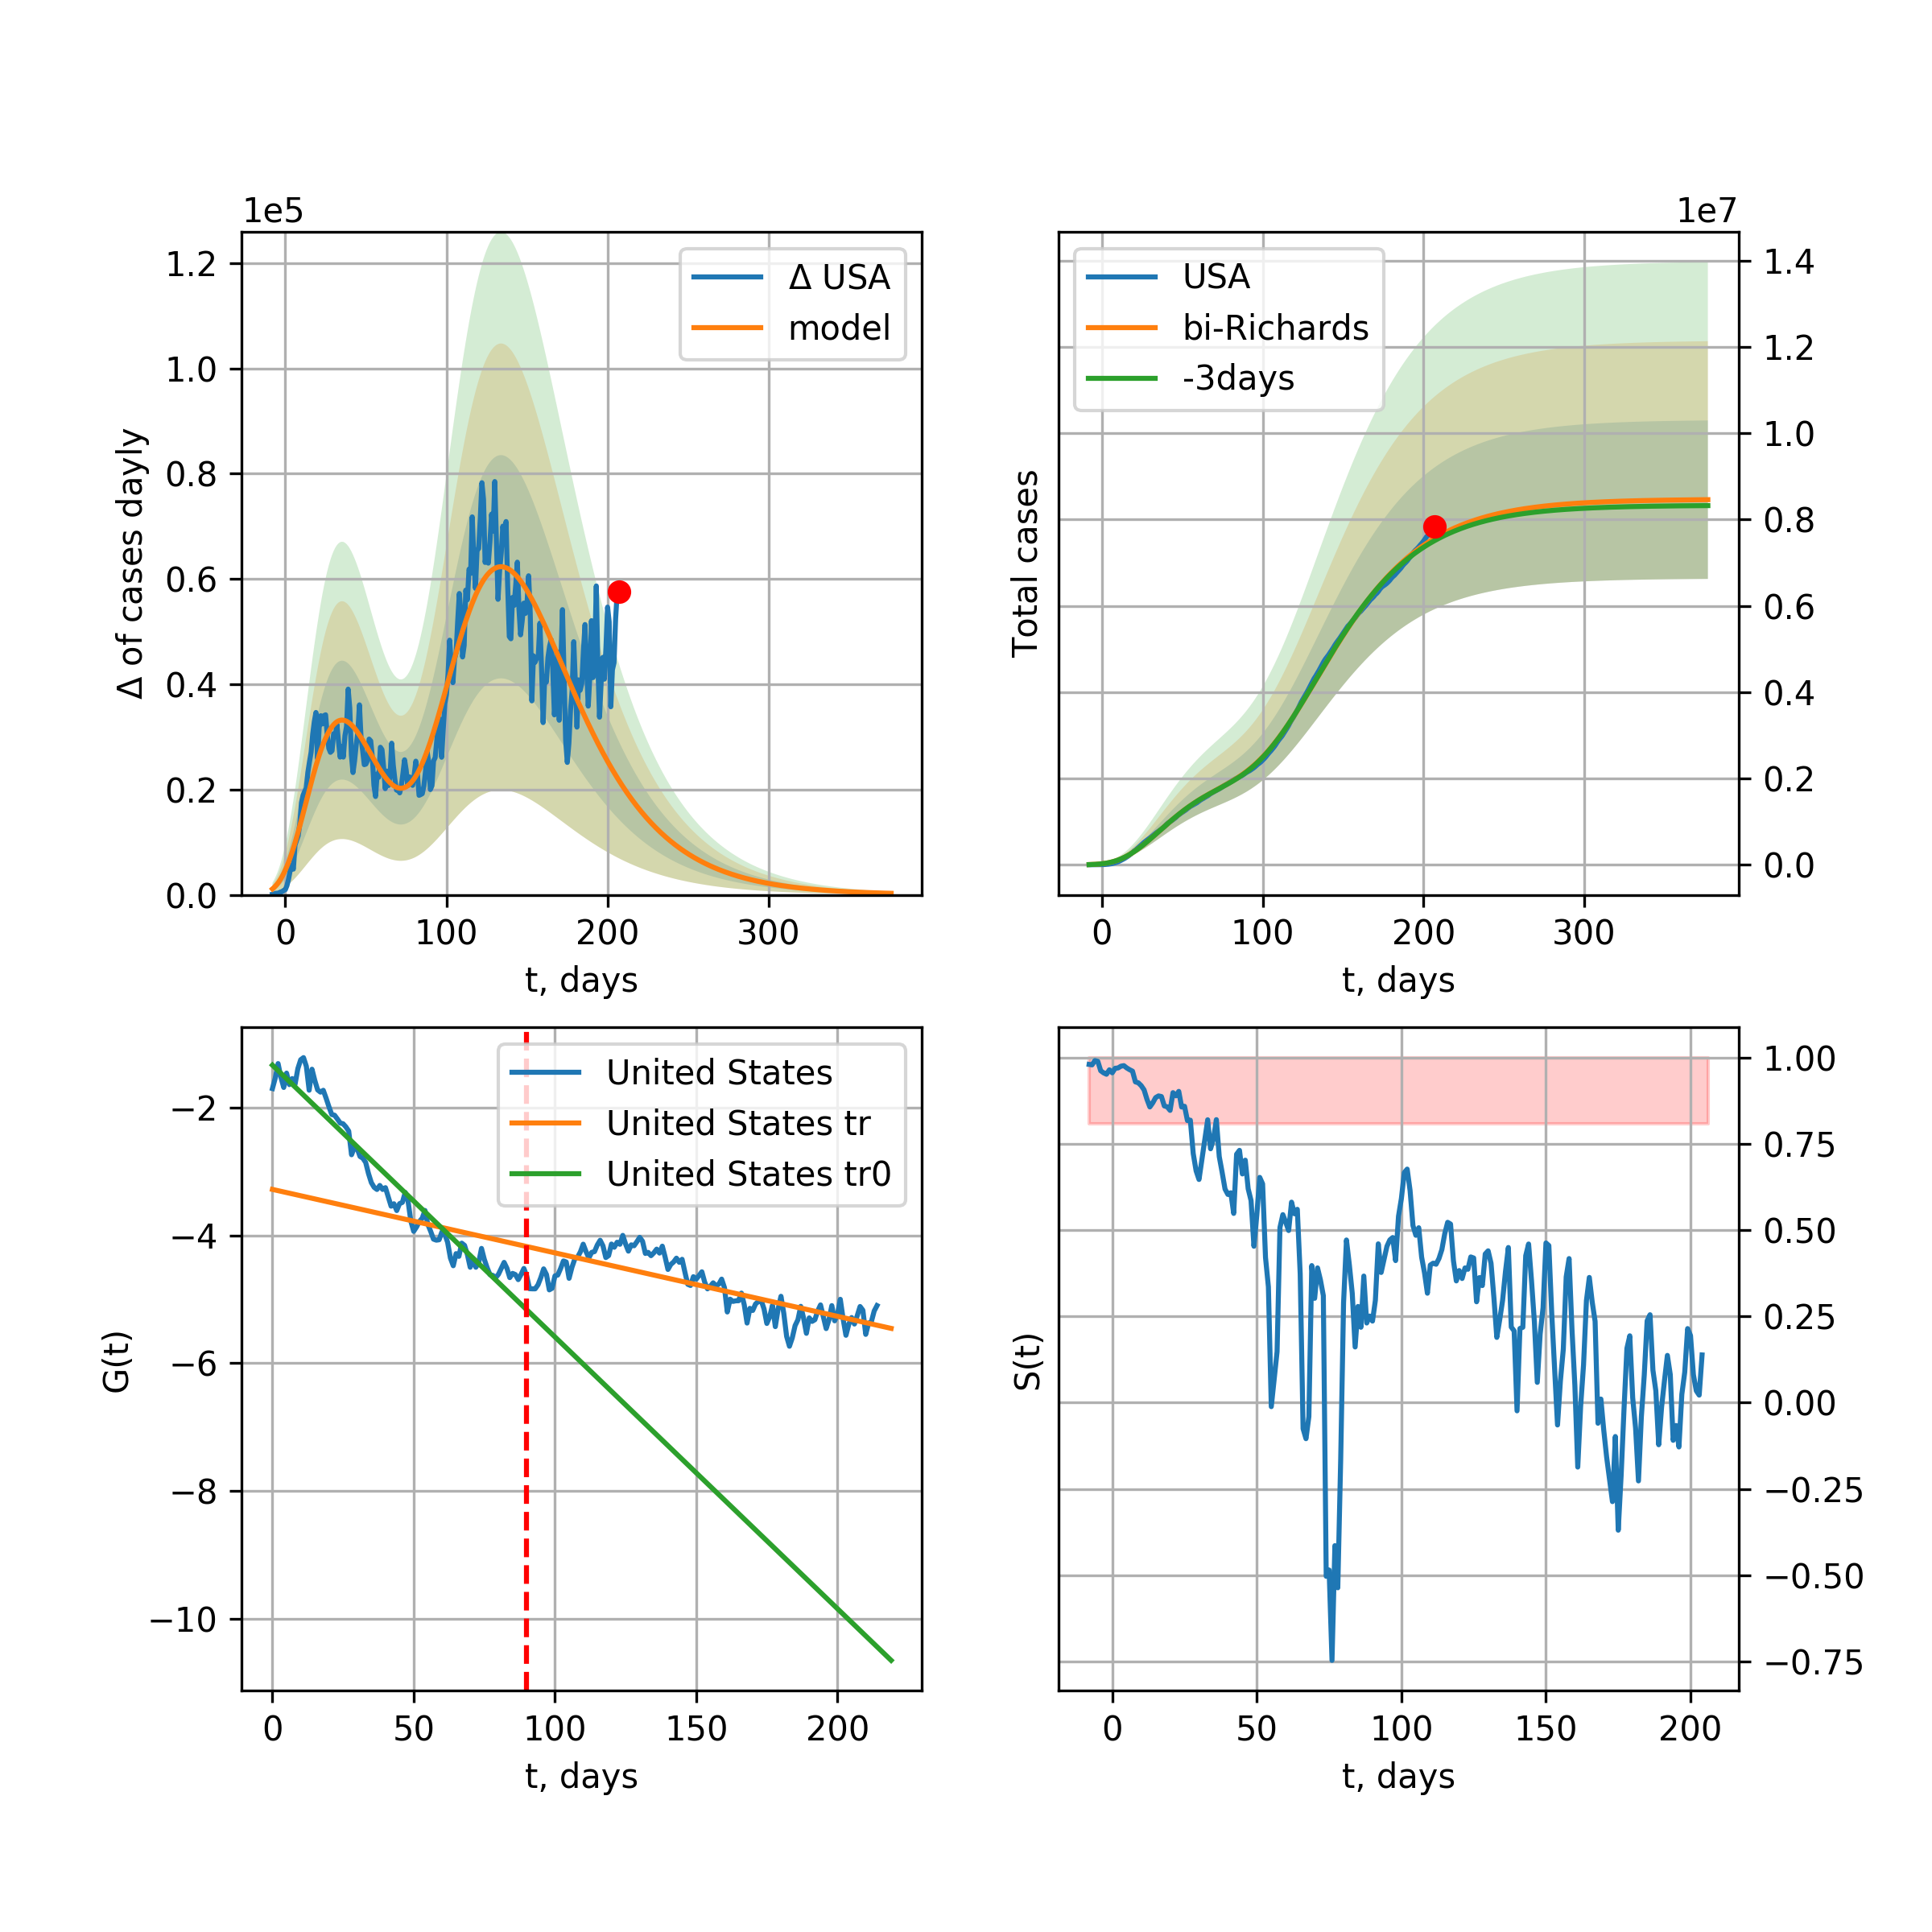 1e5
1.2
1.0
0.8
0.6
0.4
0.2
0.0
Δ of cases dayly
Δ USA
model
0 100 200 300
t, days
1e7
1.4
1.2
1.0
0.8
0.6
0.4
0.2
0.0
Total cases
USA
bi-Richards
-3days
0 100 200 300
t, days
−2
−4
−6
−8
−10
G(t)
United States
United States tr
United States tr0
0 50 100 150 200
t, days
1.00
0.75
0.50
0.25
0.00
−0.25
−0.50
−0.75
S(t)
0 50 100 150 200
t, days